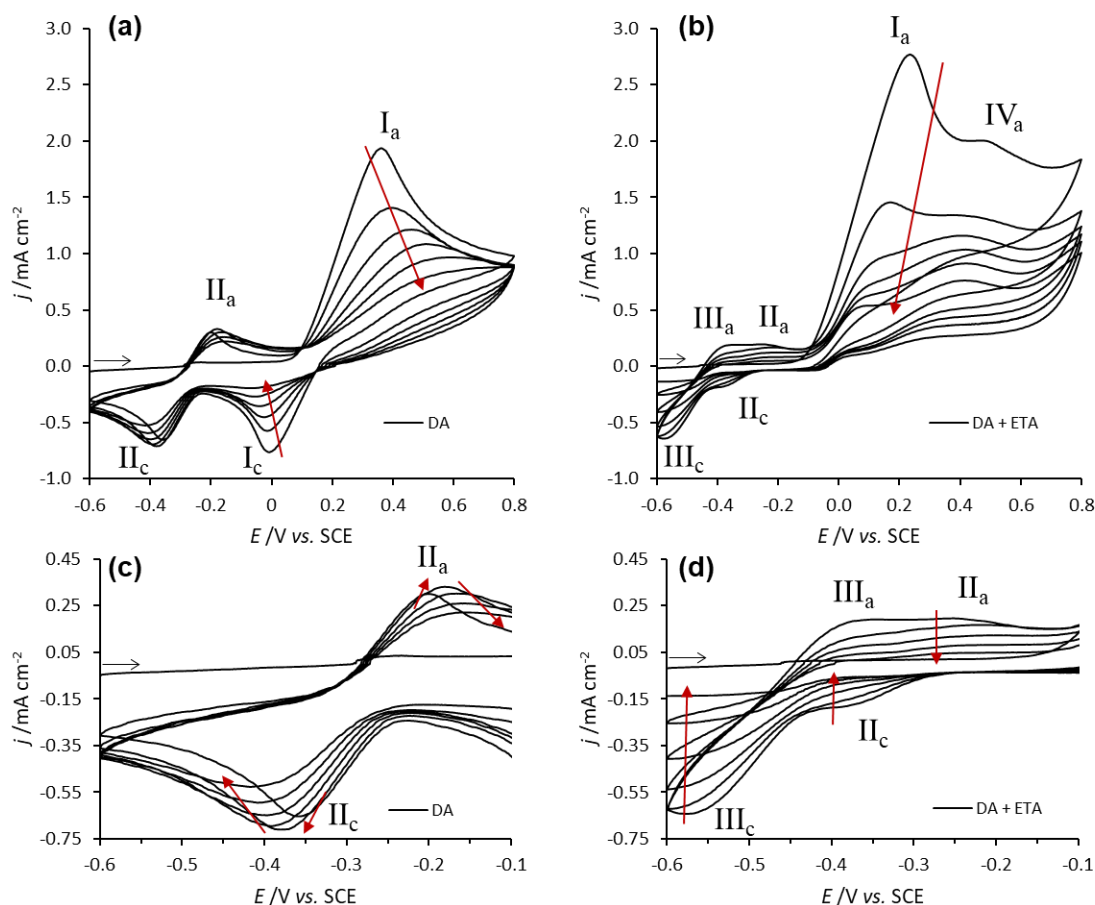 (a)
3.0
2.5
2.0
1.5
1.0
0.5
0.0
-0.5
-1.0
j /mA cm⁻²
Iₐ
IIₐ
II_c
I_c
DA
-0.6 -0.4 -0.2 0 0.2 0.4 0.6 0.8
E /V vs. SCE
(b)
3.0
2.5
2.0
1.5
1.0
0.5
0.0
-0.5
-1.0
j /mA cm⁻²
Iₐ
IVₐ
IIIₐ IIₐ
II_c
III_c
DA + ETA
-0.6 -0.4 -0.2 0.0 0.2 0.4 0.6 0.8
E /V vs. SCE
(c)
0.45
0.25
0.05
-0.15
-0.35
-0.55
-0.75
j /mA cm⁻²
IIₐ
II_c
DA
-0.6 -0.5 -0.4 -0.3 -0.2 -0.1
E /V vs. SCE
(d)
0.45
0.25
0.05
-0.15
-0.35
-0.55
-0.75
j /mA cm⁻²
IIIₐ IIₐ
II_c
III_c
DA + ETA
-0.6 -0.5 -0.4 -0.3 -0.2 -0.1
E /V vs. SCE